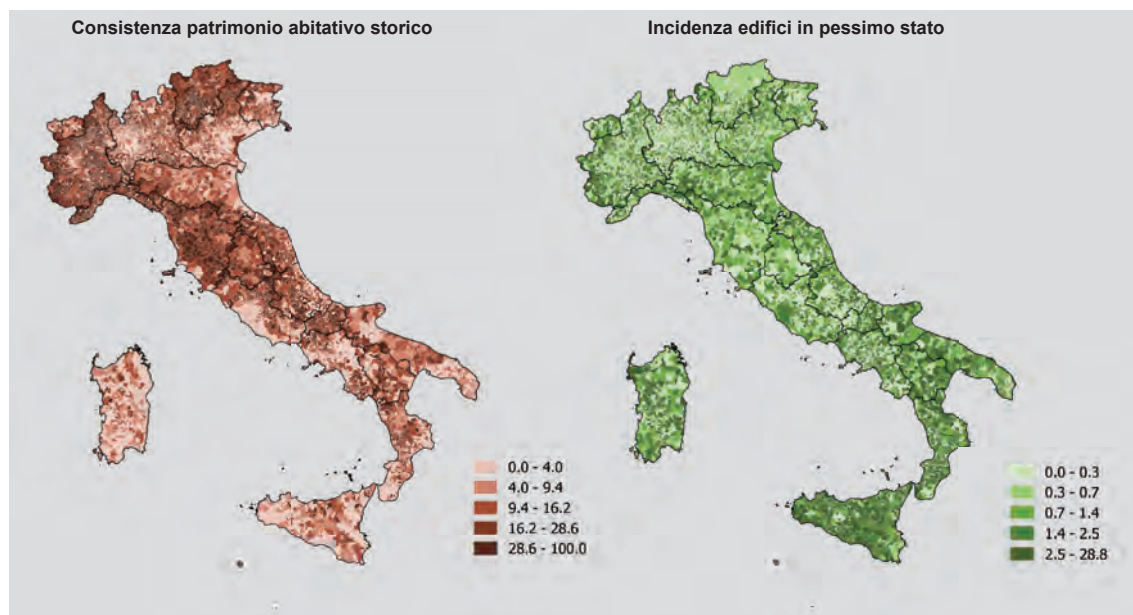 Consistenza patrimonio abitativo storico
Incidenza edifici in pessimo stato
0.0 - 4.0
4.0 - 9.4
9.4 - 16.2
16.2 - 28.6
28.6 - 100.0
0.0 - 0.3
0.3 - 0.7
0.7 - 1.4
1.4 - 2.5
2.5 - 28.8